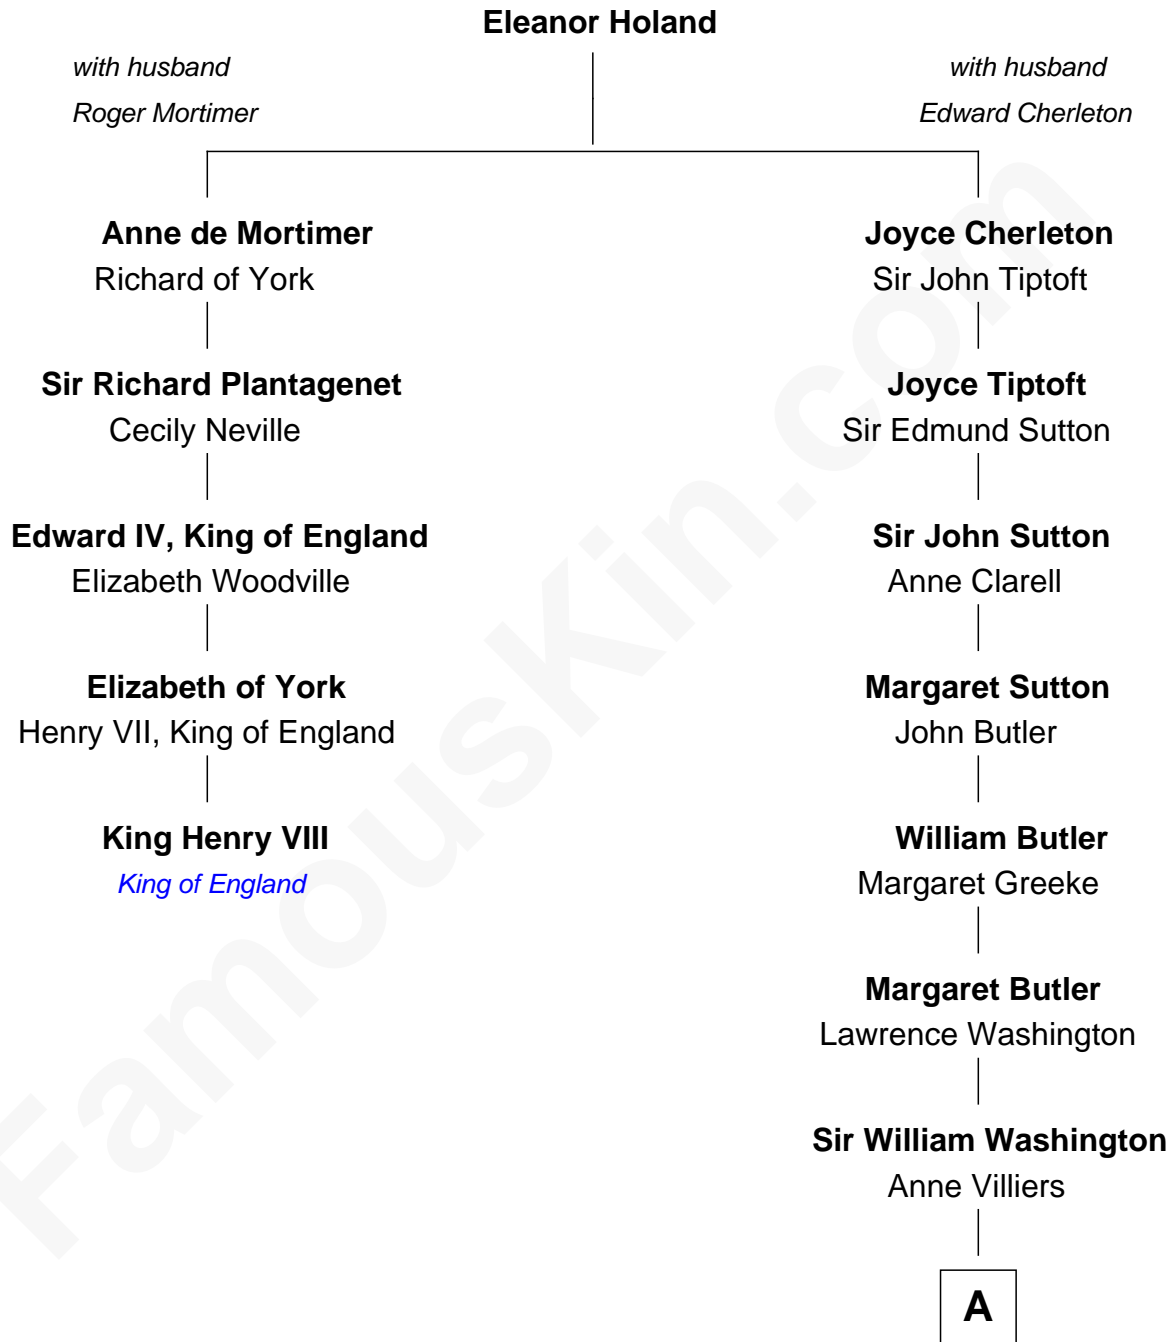 Eleanor Holand
with husband
Roger Mortimer
with husband
Edward Cherleton
Anne de Mortimer
Richard of York
Joyce Cherleton
Sir John Tiptoft
Sir Richard Plantagenet
Cecily Neville
Joyce Tiptoft
Sir Edmund Sutton
Edward IV, King of England
Elizabeth Woodville
Sir John Sutton
Anne Clarell
Elizabeth of York
Henry VII, King of England
Margaret Sutton
John Butler
King Henry VIII
King of England
William Butler
Margaret Greeke
Margaret Butler
Lawrence Washington
Sir William Washington
Anne Villiers
A
FamousKin.com